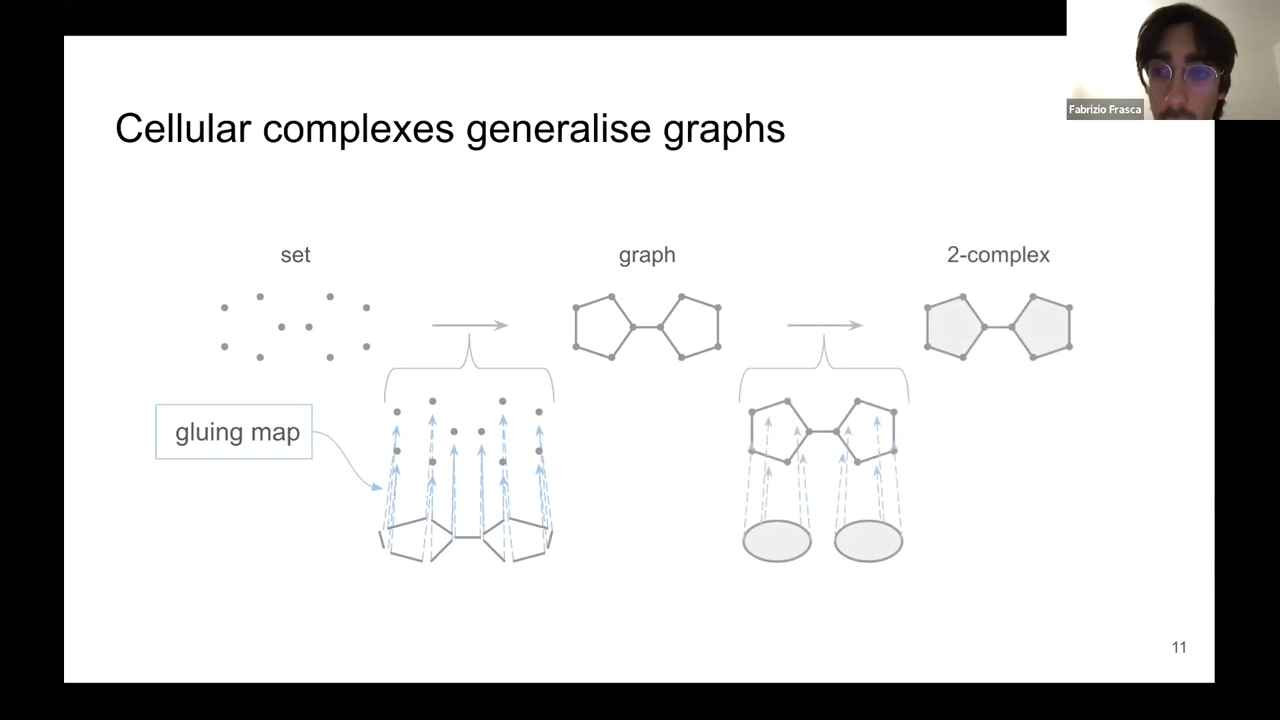 Fabrizio Frasca
Cellular complexes generalise graphs
set
graph
2-complex
gluing map
11